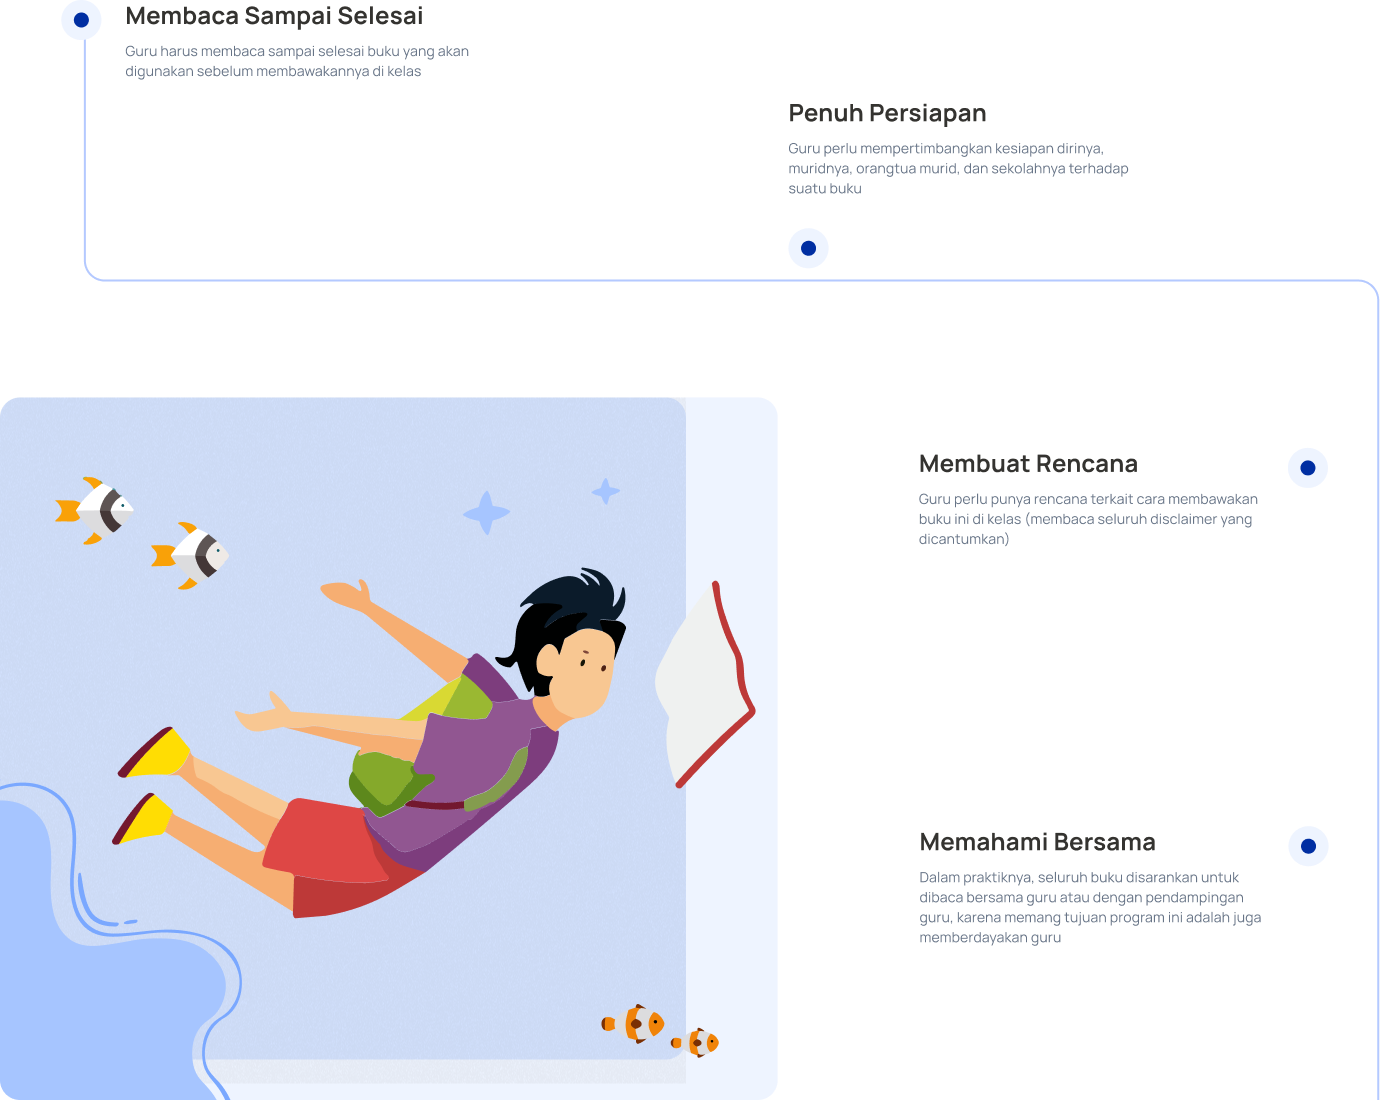 Membaca Sampai Selesai
Guru harus membaca sampai selesai buku yang akan
digunakan sebelum membawakannya di kelas
Penuh Persiapan
Guru perlu mempertimbangkan kesiapan dirinya,
muridnya, orangtua murid, dan sekolahnya terhadap
suatu buku
Membuat Rencana
Guru perlu punya rencana terkait cara membawakan
buku ini di kelas (membaca seluruh disclaimer yang
dicantumkan)
Memahami Bersama
Dalam praktiknya, seluruh buku disarankan untuk
dibaca bersama guru atau dengan pendampingan
guru, karena memang tujuan program ini adalah juga
memberdayakan guru